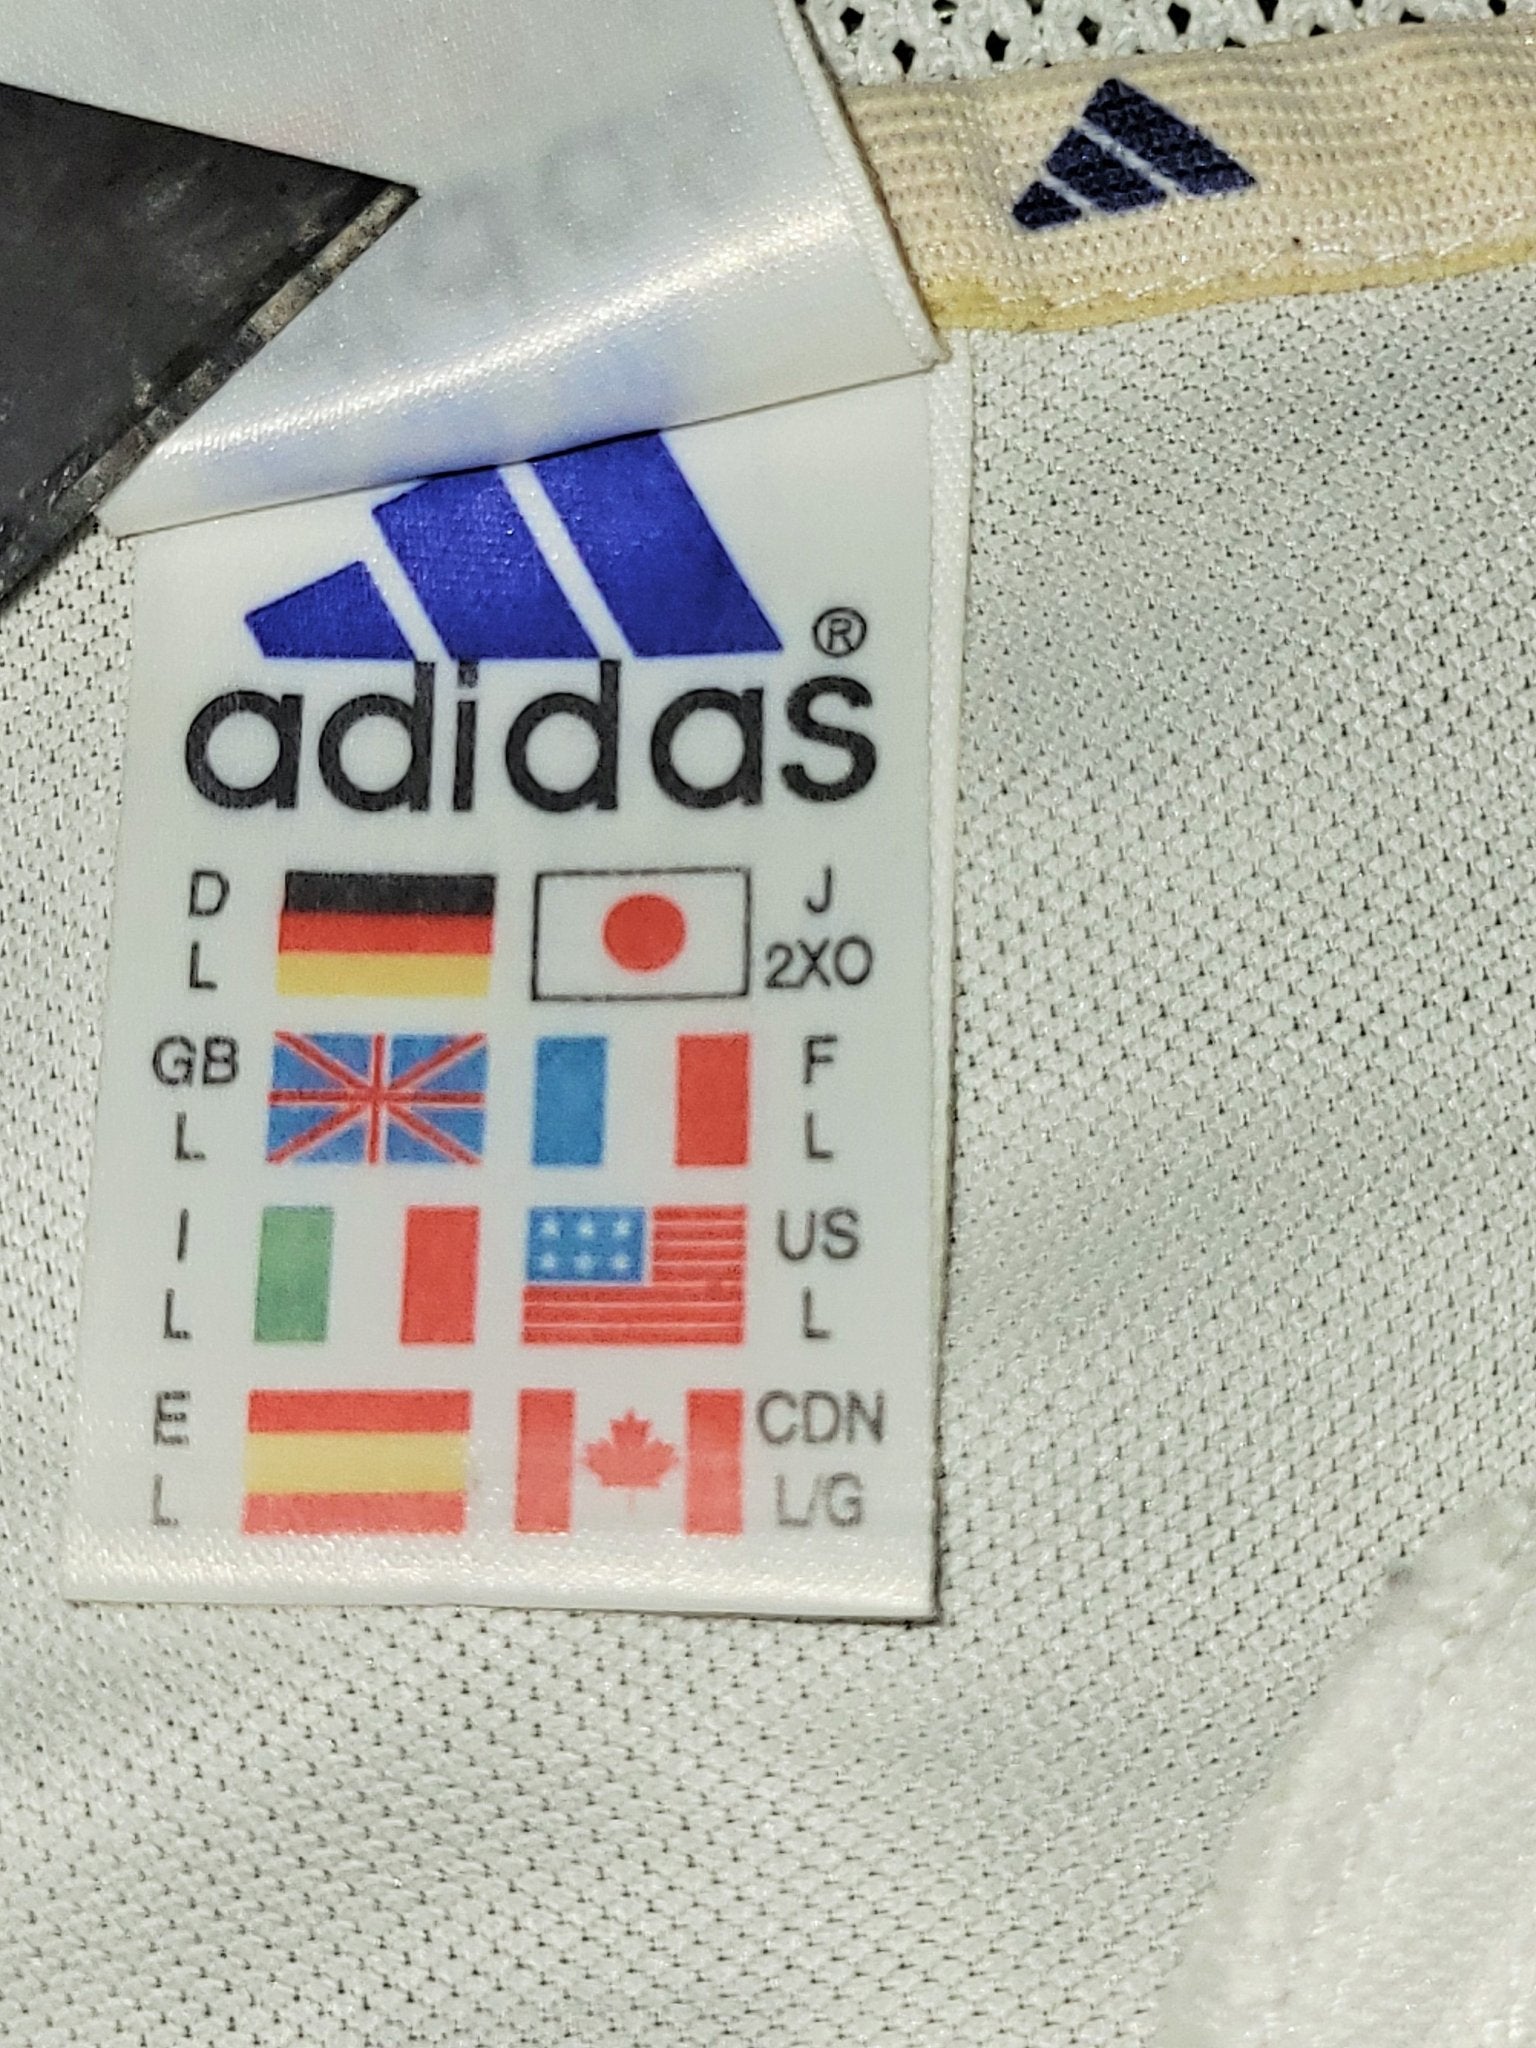 ®
adidas
D J
L 2XO
GB F
L L
I US
L L
E CDN
L L/G